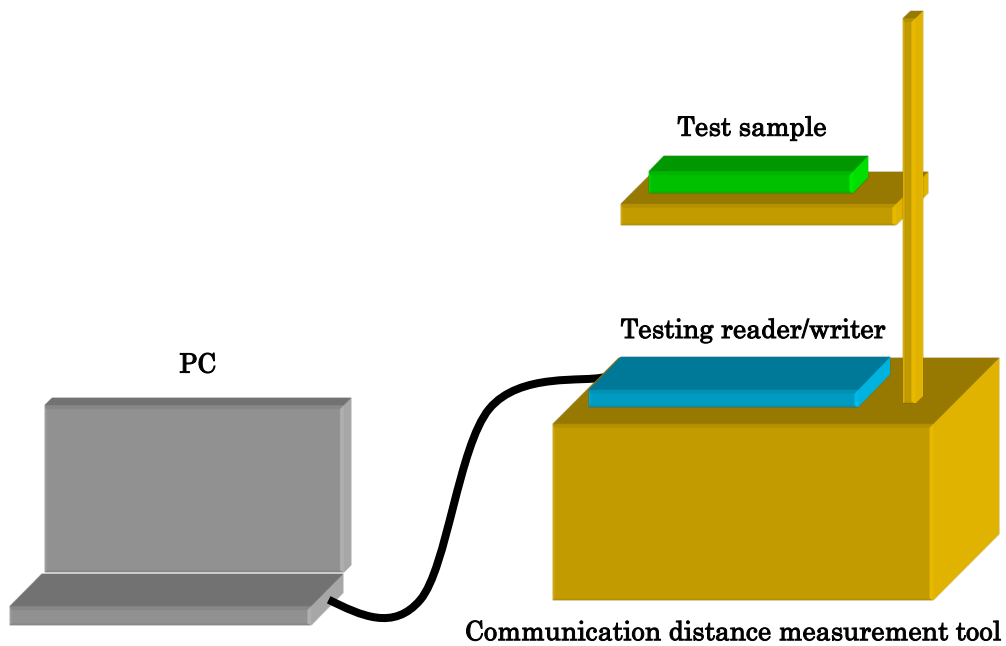 Test sample
Testing reader/writer
PC
Communication distance measurement tool